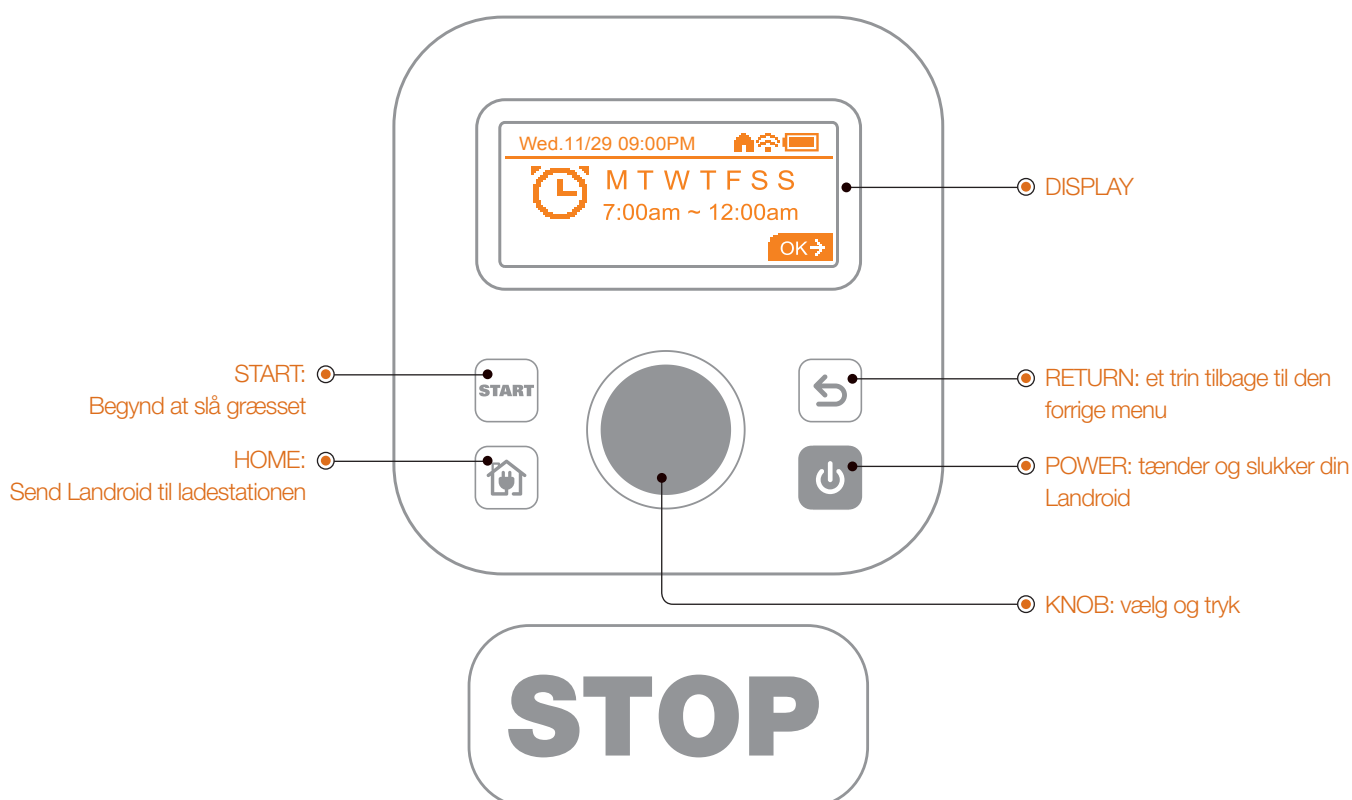 Wed.11/29 09:00PM
M T W T F S S
7:00am ~ 12:00am
OK
DISPLAY
START:
Begynd at slå græsset
START
RETURN: et trin tilbage til den
forrige menu
HOME:
Send Landroid til ladestationen
POWER: tænder og slukker din
Landroid
KNOB: vælg og tryk
STOP